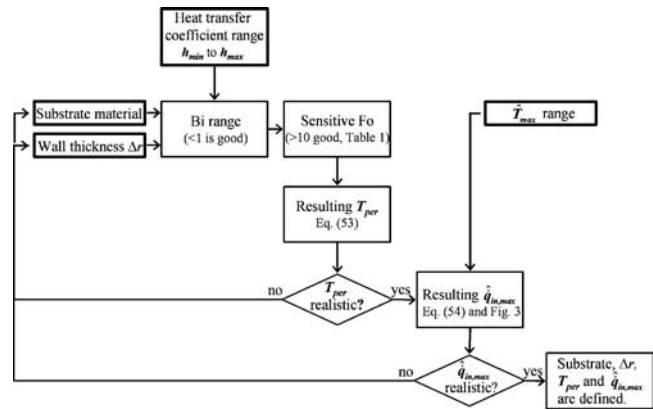 Heat transfer
coefficient range
h_min to h_max
Substrate material
Wall thickness Δr
Bi range
(<1 is good)
Sensitive Fo
(>10 good, Table 1)
T̂_max range
Resulting T_per
Eq. (53)
no
T_per
realistic?
yes
Resulting q̂̇_in,max
Eq. (54) and Fig. 3
no
q̂̇_in,max
realistic?
yes
Substrate, Δr,
T_per and q̂̇_in,max
are defined.